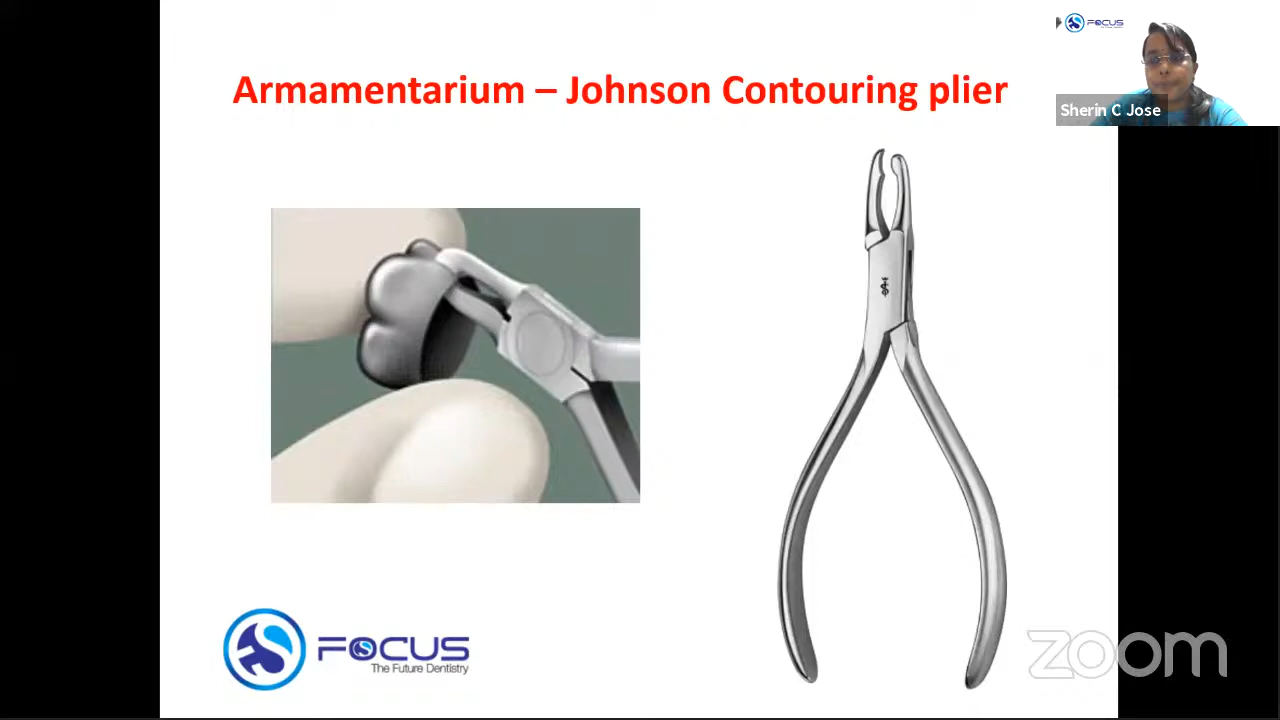 Armamentarium – Johnson Contouring plier
FOCUS
Sherin C Jose
FOCUS
The Future Dentistry
zoom